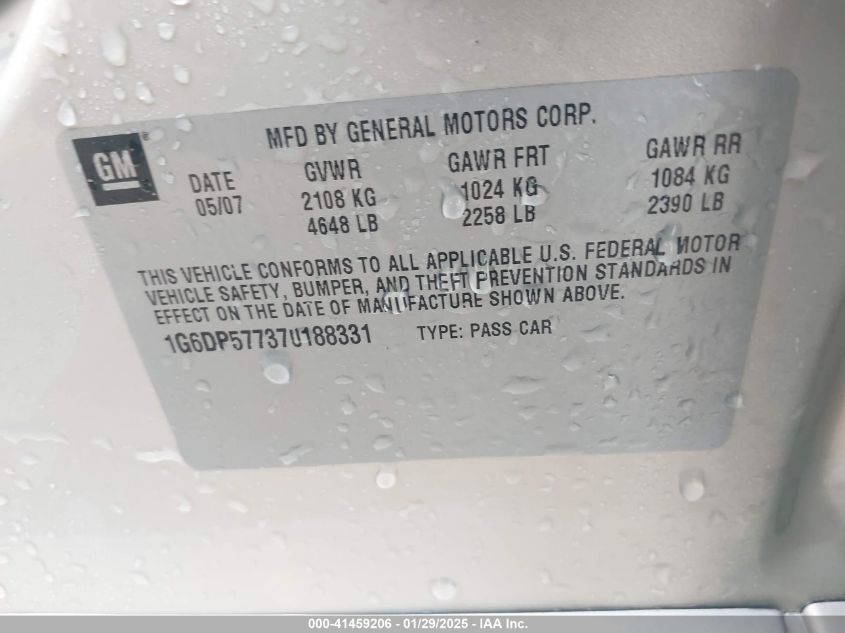 MFD BY GENERAL MOTORS CORP.
GM ®
DATE GVWR GAWR FRT GAWR RR
05/07 2108 KG 1024 KG 1084 KG
4648 LB 2258 LB 2390 LB
THIS VEHICLE CONFORMS TO ALL APPLICABLE U.S. FEDERAL MOTOR
VEHICLE SAFETY, BUMPER, AND THEFT PREVENTION STANDARDS IN
EFFECT ON THE DATE OF MANUFACTURE SHOWN ABOVE.
1G6DP57737U188331 TYPE: PASS CAR
000-41459206 - 01/29/2025 - IAA Inc.